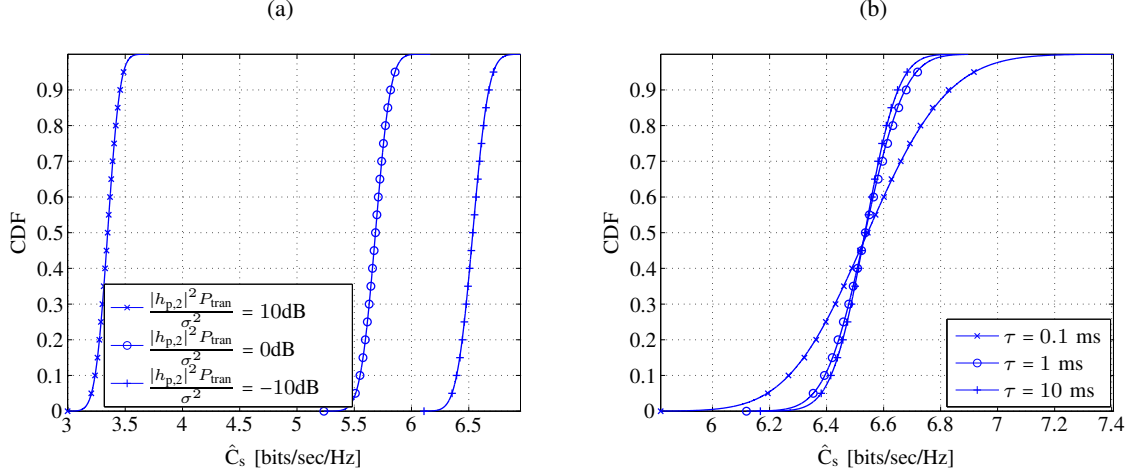 (a)
CDF
0.9
0.8
0.7
0.6
0.5
0.4
0.3
0.2
0.1
0
3 3.5 4 4.5 5 5.5 6 6.5
Ĉ_s [bits/sec/Hz]
|h_{p,2}|^2 P_tran / σ^2 = 10dB
|h_{p,2}|^2 P_tran / σ^2 = 0dB
|h_{p,2}|^2 P_tran / σ^2 = −10dB
(b)
CDF
0.9
0.8
0.7
0.6
0.5
0.4
0.3
0.2
0.1
0
6 6.2 6.4 6.6 6.8 7 7.2 7.4
Ĉ_s [bits/sec/Hz]
τ = 0.1 ms
τ = 1 ms
τ = 10 ms